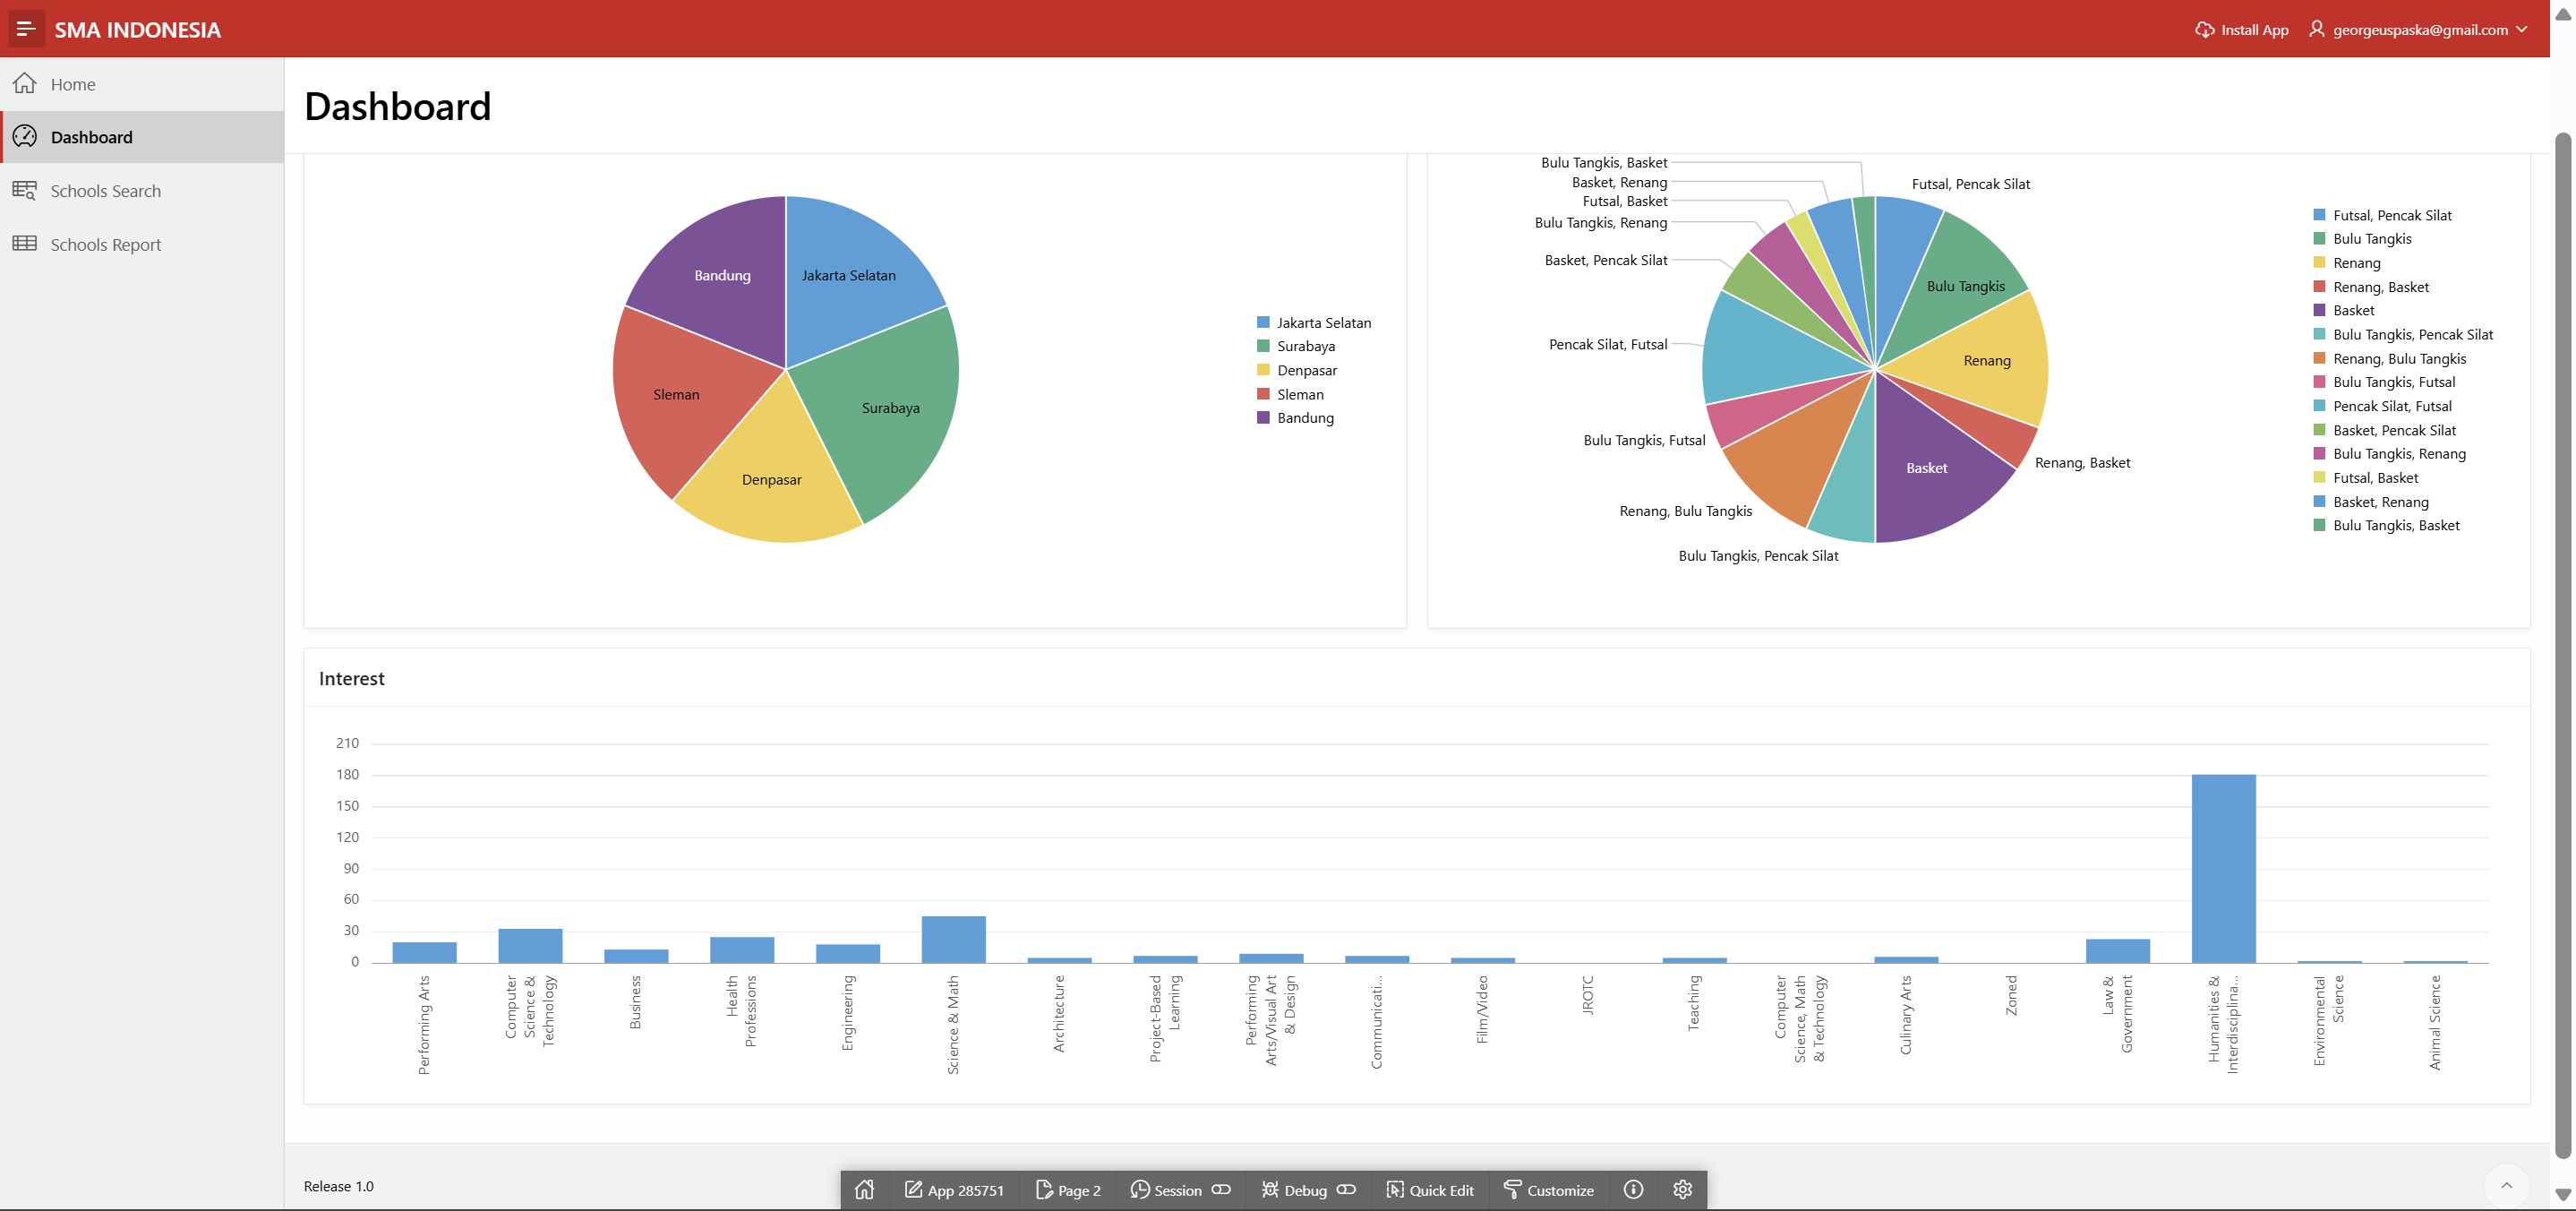 SMA INDONESIA
Install App
georgeuspaska@gmail.com
Home
Dashboard
Schools Search
Schools Report
Dashboard
Bandung
Jakarta Selatan
Sleman
Surabaya
Denpasar
Jakarta Selatan
Surabaya
Denpasar
Sleman
Bandung
Bulu Tangkis, Basket
Basket, Renang
Futsal, Basket
Bulu Tangkis, Renang
Basket, Pencak Silat
Pencak Silat, Futsal
Bulu Tangkis, Futsal
Renang, Bulu Tangkis
Bulu Tangkis, Pencak Silat
Futsal, Pencak Silat
Bulu Tangkis
Renang
Renang, Basket
Basket
Futsal, Pencak Silat
Bulu Tangkis
Renang
Renang, Basket
Basket
Bulu Tangkis, Pencak Silat
Renang, Bulu Tangkis
Bulu Tangkis, Futsal
Pencak Silat, Futsal
Basket, Pencak Silat
Bulu Tangkis, Renang
Futsal, Basket
Basket, Renang
Bulu Tangkis, Basket
Interest
210
180
150
120
90
60
30
0
Performing Arts
Computer
Science &
Technology
Business
Health
Professions
Engineering
Science & Math
Architecture
Project-Based
Learning
Performing
Arts/Visual Art
& Design
Communicati...
Film/Video
JROTC
Teaching
Computer
Science, Math
& Technology
Culinary Arts
Zoned
Law &
Government
Humanities &
Interdisciplina...
Environmental
Science
Animal Science
Release 1.0
App 285751
Page 2
Session
Debug
Quick Edit
Customize